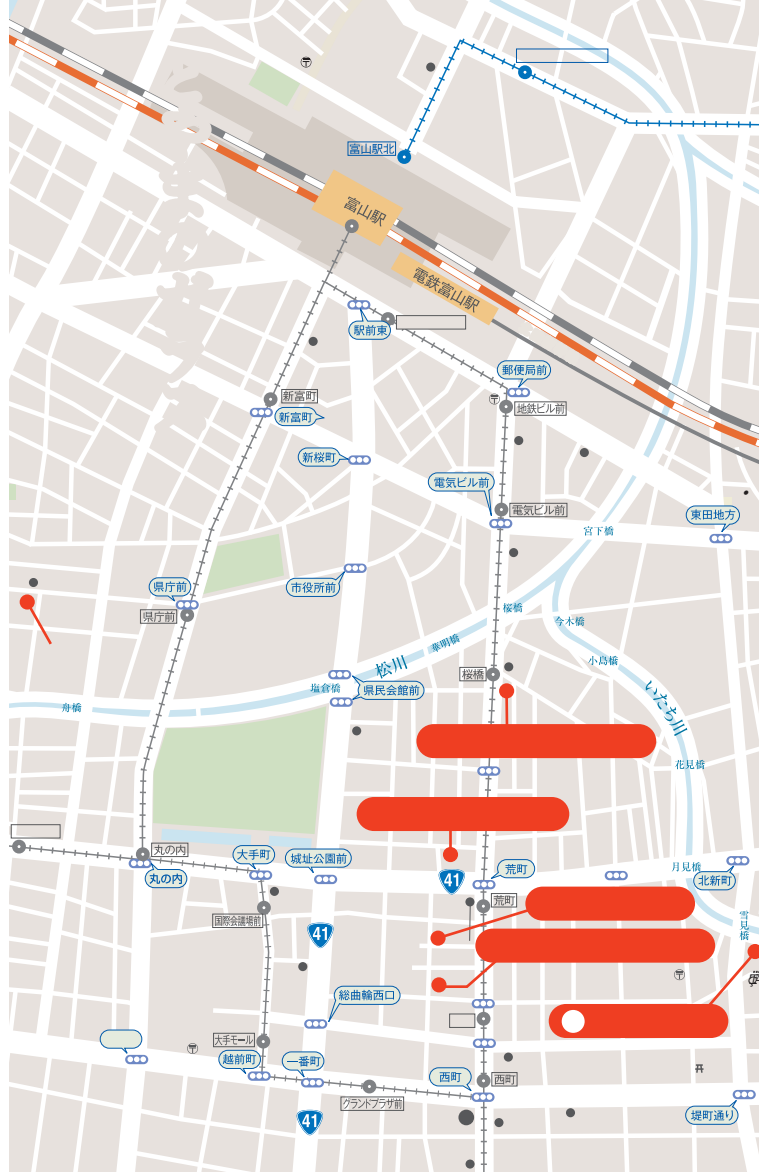 富山駅北
富山駅
電鉄富山駅
駅前東
郵便局前
新富町
新富町
地鉄ビル前
新桜町
電気ビル前
電気ビル前
東田地方
宮下橋
市役所前
県庁前
県庁前
桜橋
今木橋
華明橋
松川
小島橋
桜橋
塩倉橋
県民会館前
いたち川
舟橋
花見橋
丸の内
丸の内
大手町
城址公園前
荒町
月見橋
北新町
41
荒町
国際会議場前
41
雪見橋
総曲輪西口
大手モール
越前町
一番町
西町
西町
グランドプラザ前
41
堤町通り